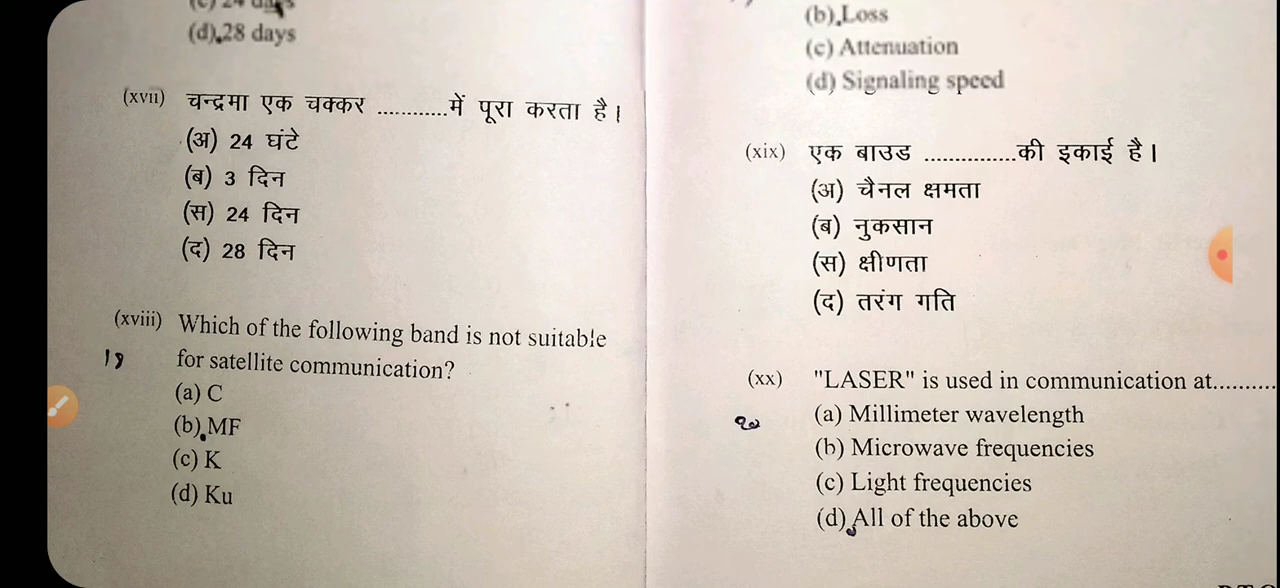 (d) 28 days
(xvii) चन्द्रमा एक चक्कर ...........में पूरा करता है।
(अ) 24 घंटे
(ब) 3 दिन
(स) 24 दिन
(द) 28 दिन
(xviii) Which of the following band is not suitable
18 for satellite communication?
(a) C
(b) MF
(c) K
(d) Ku
(b) Loss
(c) Attenuation
(d) Signaling speed
(xix) एक बाउड ..............की इकाई है।
(अ) चैनल क्षमता
(ब) नुकसान
(स) क्षीणता
(द) तरंग गति
(xx) "LASER" is used in communication at..........
(a) Millimeter wavelength
(b) Microwave frequencies
(c) Light frequencies
(d) All of the above